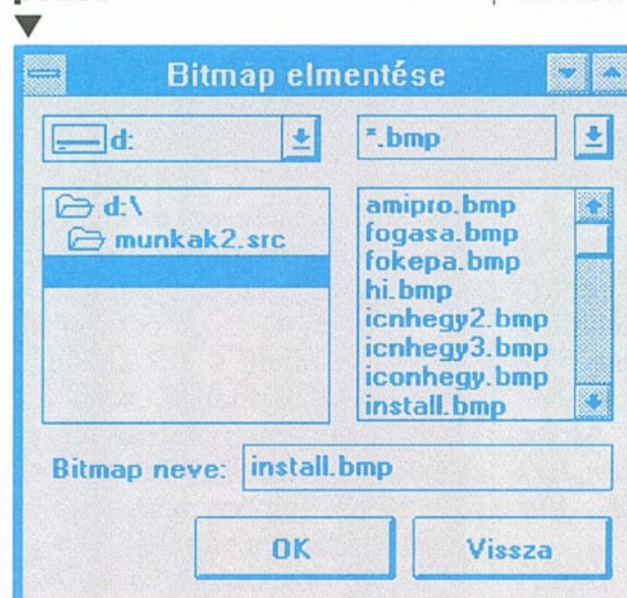 Bitmap elmentése
d:
*.bmp
d:\
munkak2.src
amipro.bmp
fogasa.bmp
fokepa.bmp
hi.bmp
icnhegy2.bmp
icnhegy3.bmp
iconhegy.bmp
install.bmp
Bitmap neve: install.bmp
OK
Vissza